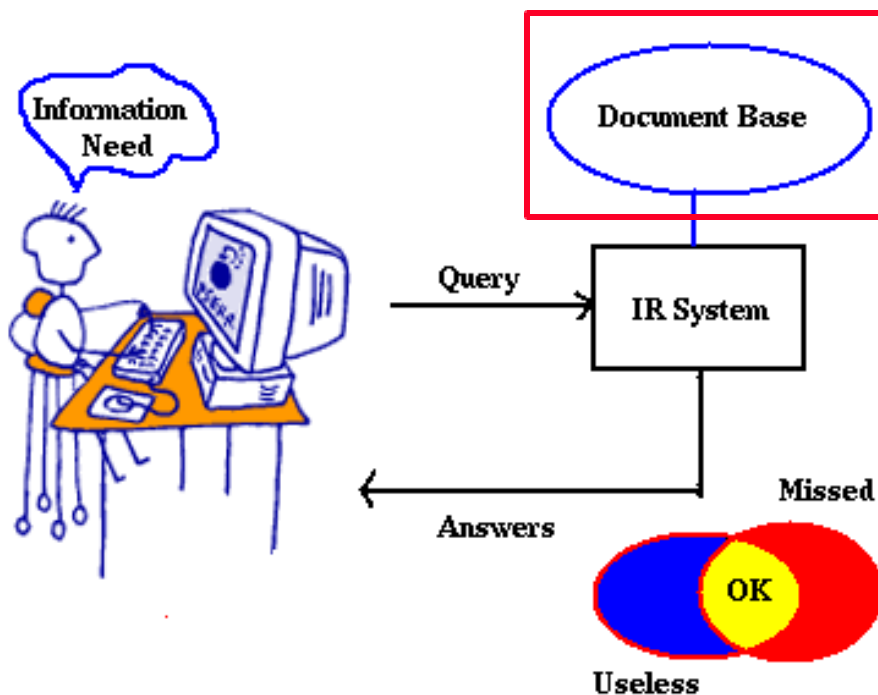 Information
Need
Document Base
Query
IR System
Answers
Missed
OK
Useless